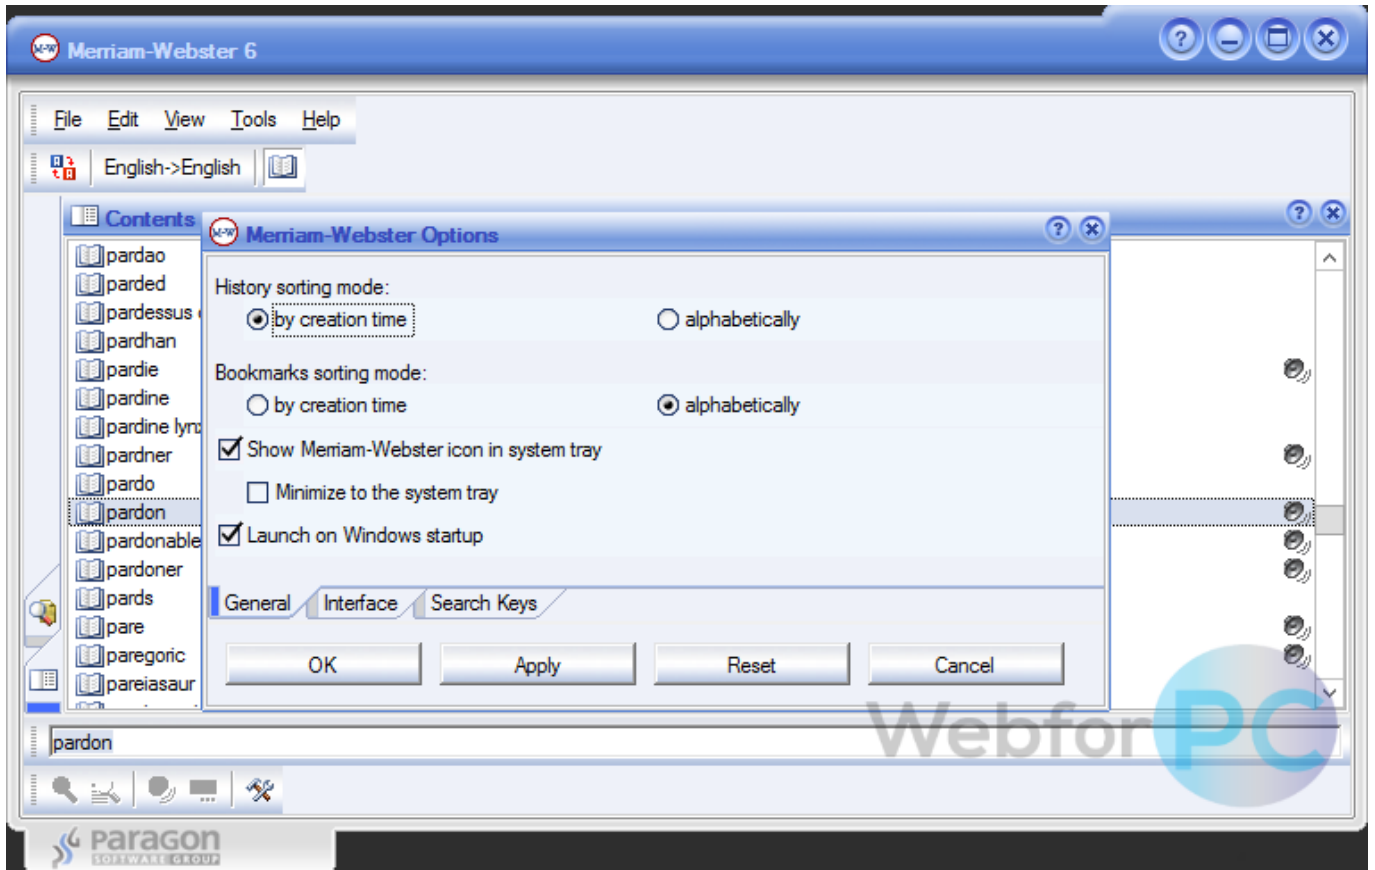 M-W Merriam-Webster 6
File Edit View Tools Help
English->English
Contents
M-W Merriam-Webster Options
pardao
parded
pardessus
pardhan
pardie
pardine
pardine lynx
pardner
pardo
pardon
pardonable
pardoner
pards
pare
paregoric
pareiasaur
History sorting mode:
by creation time alphabetically
Bookmarks sorting mode:
by creation time alphabetically
Show Merriam-Webster icon in system tray
Minimize to the system tray
Launch on Windows startup
General Interface Search Keys
OK Apply Reset Cancel
WebforPC
pardon
PARAGON
SOFTWARE GROUP